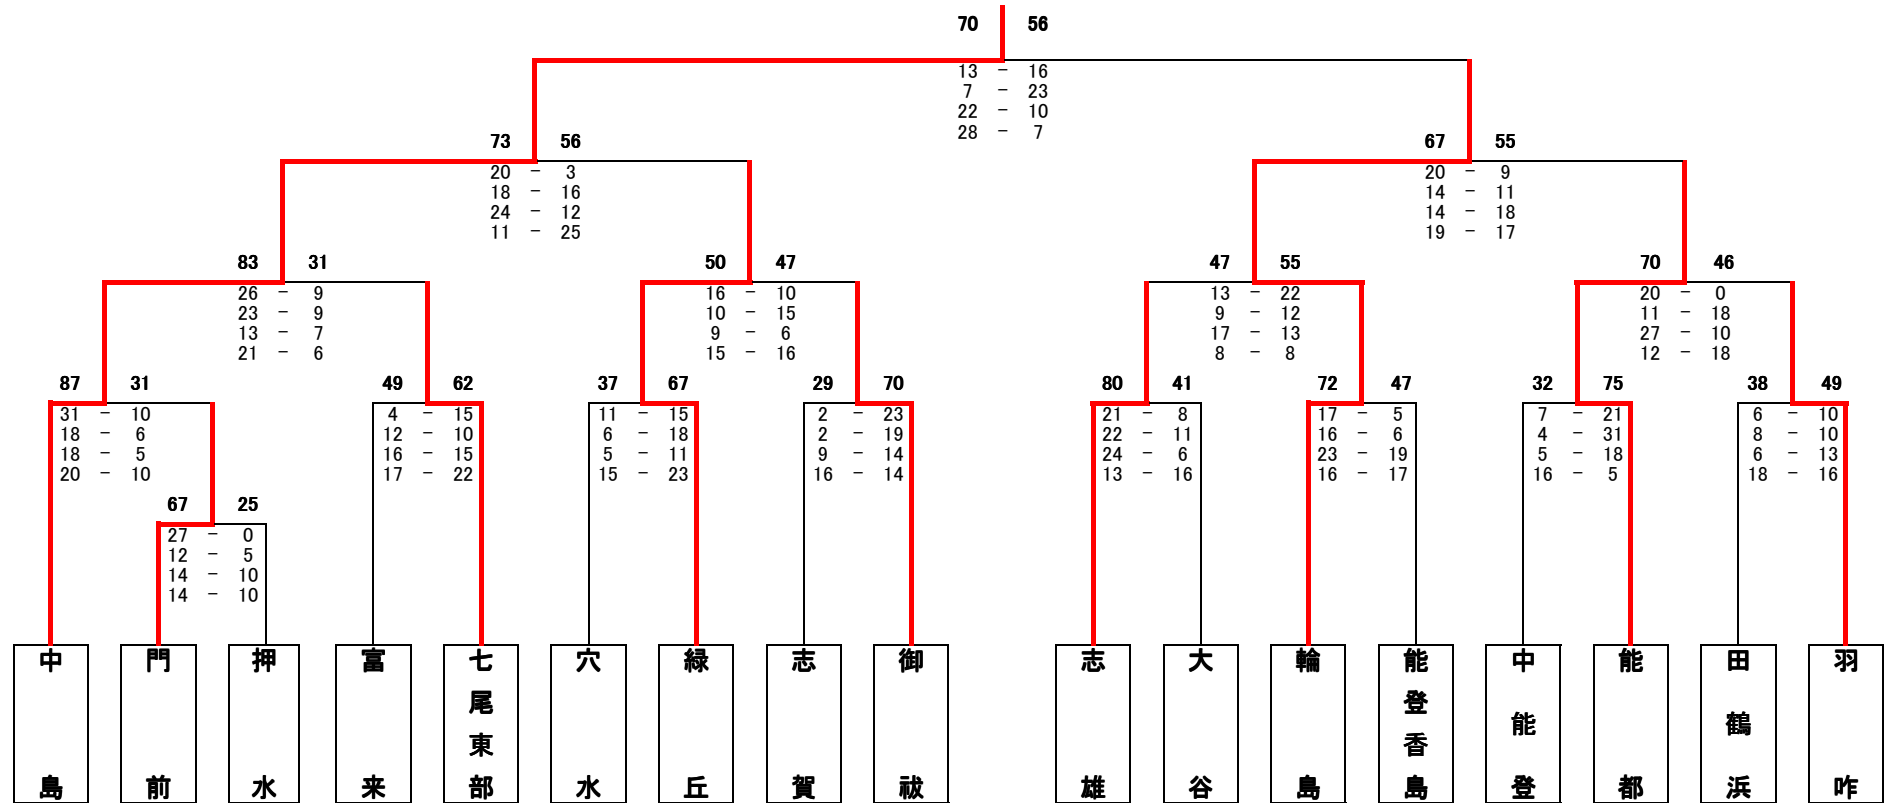 70 56
13 - 16
7 - 23
22 - 10
28 - 7
73 56
20 - 3
18 - 16
24 - 12
11 - 25
67 55
20 - 9
14 - 11
14 - 18
19 - 17
83 31
26 - 9
23 - 9
13 - 7
21 - 6
50 47
16 - 10
10 - 15
9 - 6
15 - 16
47 55
13 - 22
9 - 12
17 - 13
8 - 8
70 46
20 - 0
11 - 18
27 - 10
12 - 18
87 31
31 - 10
18 - 6
18 - 5
20 - 10
49 62
4 - 15
12 - 10
16 - 15
17 - 22
37 67
11 - 15
6 - 18
5 - 11
15 - 23
29 70
2 - 23
2 - 19
9 - 14
16 - 14
80 41
21 - 8
22 - 11
24 - 6
13 - 16
72 47
17 - 5
16 - 6
23 - 19
16 - 17
32 75
7 - 21
4 - 31
5 - 18
16 - 5
38 49
6 - 10
8 - 10
6 - 13
18 - 16
67 25
27 - 0
12 - 5
14 - 10
14 - 10
中島
門前
押水
富来
七尾東部
穴水
緑丘
志賀
御祓
志雄
大谷
輪島
能登香島
中能登
能都
田鶴浜
羽咋